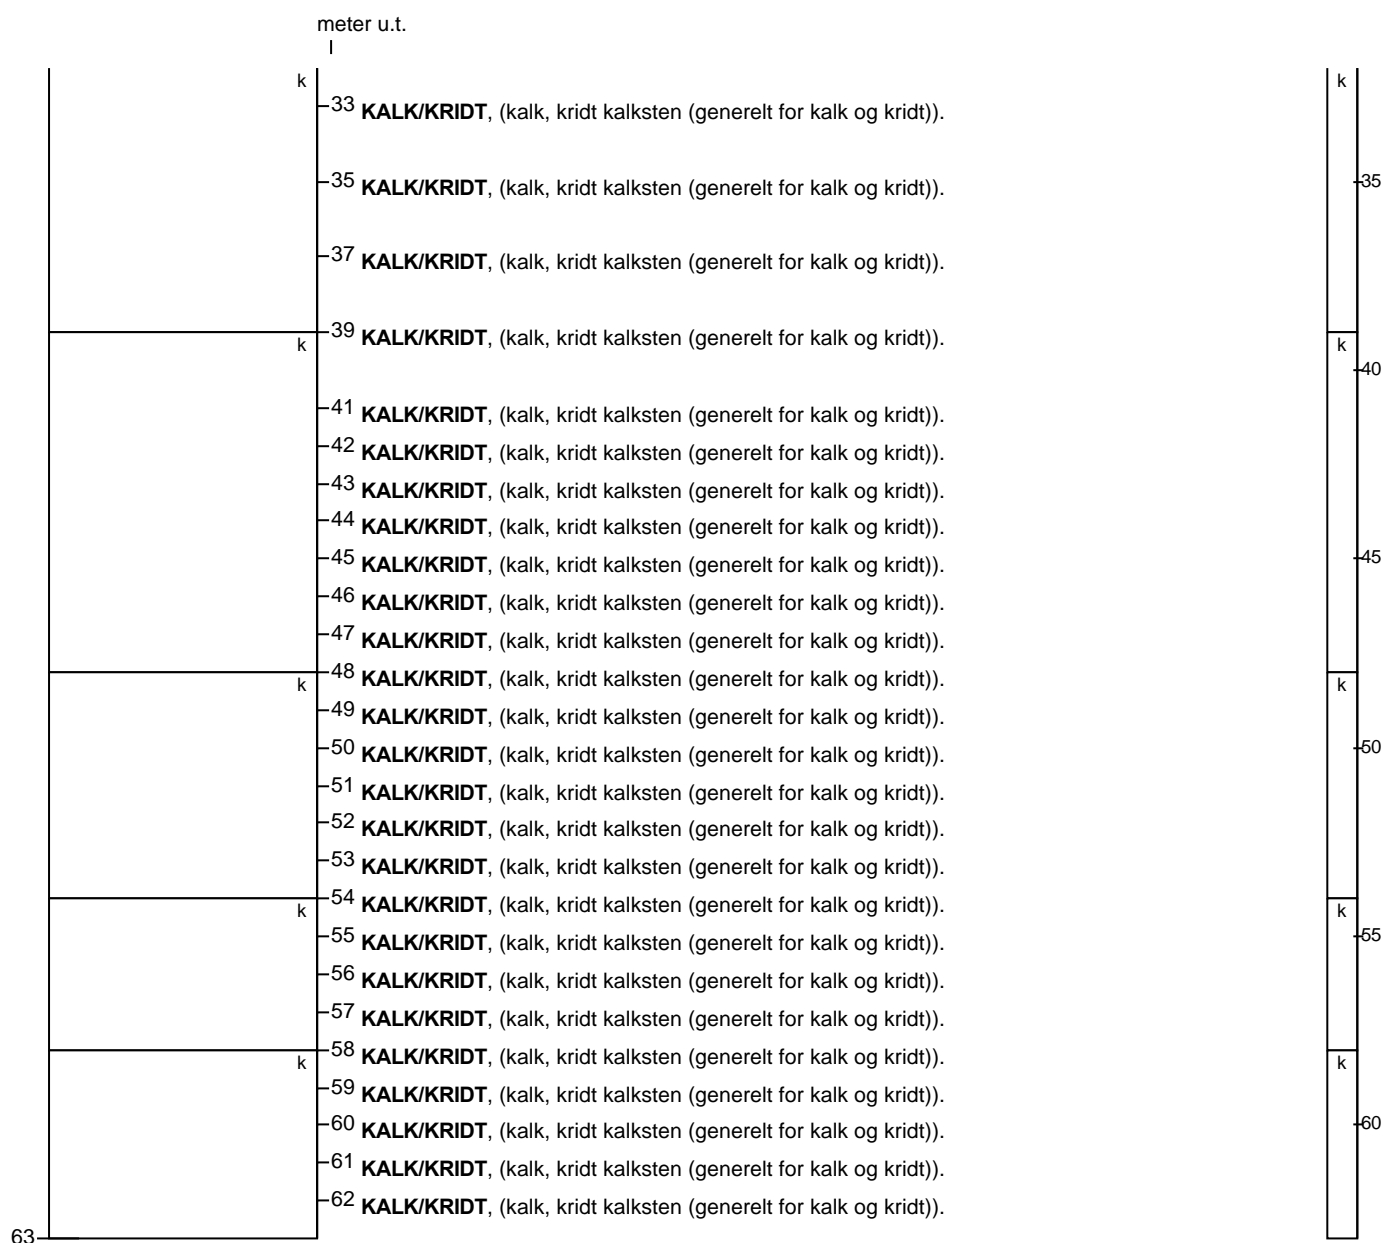 meter u.t.
k k
33 KALK/KRIDT, (kalk, kridt kalksten (generelt for kalk og kridt)).
35 KALK/KRIDT, (kalk, kridt kalksten (generelt for kalk og kridt)). 35
37 KALK/KRIDT, (kalk, kridt kalksten (generelt for kalk og kridt)).
39 KALK/KRIDT, (kalk, kridt kalksten (generelt for kalk og kridt)).
k k
40
41 KALK/KRIDT, (kalk, kridt kalksten (generelt for kalk og kridt)).
42 KALK/KRIDT, (kalk, kridt kalksten (generelt for kalk og kridt)).
43 KALK/KRIDT, (kalk, kridt kalksten (generelt for kalk og kridt)).
44 KALK/KRIDT, (kalk, kridt kalksten (generelt for kalk og kridt)).
45 KALK/KRIDT, (kalk, kridt kalksten (generelt for kalk og kridt)). 45
46 KALK/KRIDT, (kalk, kridt kalksten (generelt for kalk og kridt)).
47 KALK/KRIDT, (kalk, kridt kalksten (generelt for kalk og kridt)).
48 KALK/KRIDT, (kalk, kridt kalksten (generelt for kalk og kridt)).
k k
49 KALK/KRIDT, (kalk, kridt kalksten (generelt for kalk og kridt)).
50 KALK/KRIDT, (kalk, kridt kalksten (generelt for kalk og kridt)). 50
51 KALK/KRIDT, (kalk, kridt kalksten (generelt for kalk og kridt)).
52 KALK/KRIDT, (kalk, kridt kalksten (generelt for kalk og kridt)).
53 KALK/KRIDT, (kalk, kridt kalksten (generelt for kalk og kridt)).
54 KALK/KRIDT, (kalk, kridt kalksten (generelt for kalk og kridt)).
k k
55 KALK/KRIDT, (kalk, kridt kalksten (generelt for kalk og kridt)). 55
56 KALK/KRIDT, (kalk, kridt kalksten (generelt for kalk og kridt)).
57 KALK/KRIDT, (kalk, kridt kalksten (generelt for kalk og kridt)).
58 KALK/KRIDT, (kalk, kridt kalksten (generelt for kalk og kridt)).
k k
59 KALK/KRIDT, (kalk, kridt kalksten (generelt for kalk og kridt)).
60 KALK/KRIDT, (kalk, kridt kalksten (generelt for kalk og kridt)). 60
61 KALK/KRIDT, (kalk, kridt kalksten (generelt for kalk og kridt)).
62 KALK/KRIDT, (kalk, kridt kalksten (generelt for kalk og kridt)).
63